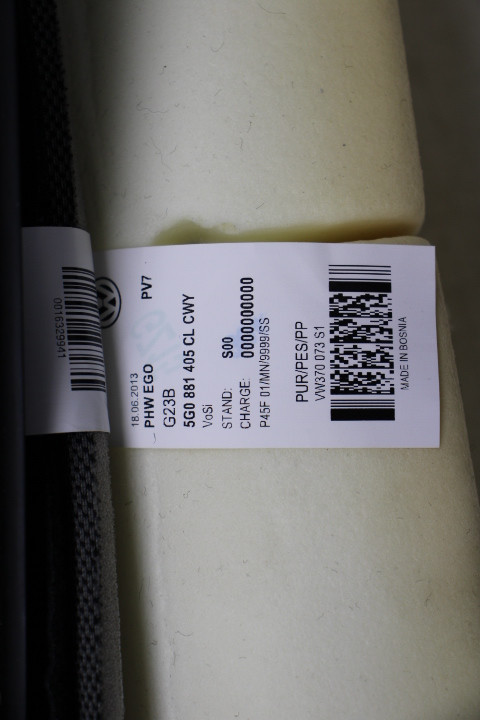 0016329941
18.06.2013
PHW EGO PV7
G23B
5G0 881 405 CL CWY
VoSi
STAND: S00
CHARGE: 0000000000
P45F 01/MN/9999/SS
PUR/PES/PP
VW370 073 S1
MADE IN BOSNIA